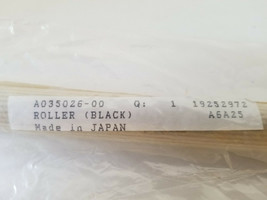 A035026-00 Q: 1 19252972
ROLLER (BLACK) A6A25
Made in JAPAN